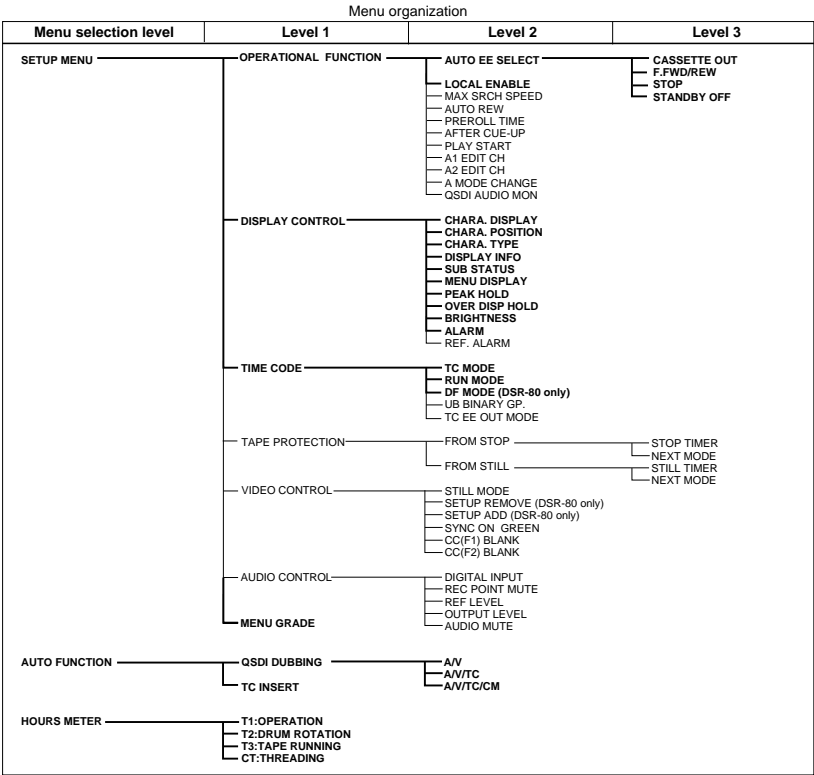 Menu organization
Menu selection level Level 1 Level 2 Level 3
SETUP MENU OPERATIONAL FUNCTION AUTO EE SELECT CASSETTE OUT
F.FWD/REW
LOCAL ENABLE STOP
MAX SRCH SPEED STANDBY OFF
AUTO REW
PREROLL TIME
AFTER CUE-UP
PLAY START
A1 EDIT CH
A2 EDIT CH
A MODE CHANGE
QSDI AUDIO MON
DISPLAY CONTROL CHARA. DISPLAY
CHARA. POSITION
CHARA. TYPE
DISPLAY INFO
SUB STATUS
MENU DISPLAY
PEAK HOLD
OVER DISP HOLD
BRIGHTNESS
ALARM
REF. ALARM
TIME CODE TC MODE
RUN MODE
DF MODE (DSR-80 only)
UB BINARY GP.
TC EE OUT MODE
TAPE PROTECTION FROM STOP STOP TIMER
NEXT MODE
FROM STILL STILL TIMER
NEXT MODE
VIDEO CONTROL STILL MODE
SETUP REMOVE (DSR-80 only)
SETUP ADD (DSR-80 only)
SYNC ON GREEN
CC(F1) BLANK
CC(F2) BLANK
AUDIO CONTROL DIGITAL INPUT
REC POINT MUTE
REF LEVEL
MENU GRADE OUTPUT LEVEL
AUDIO MUTE
AUTO FUNCTION QSDI DUBBING A/V
A/V/TC
TC INSERT A/V/TC/CM
HOURS METER T1:OPERATION
T2:DRUM ROTATION
T3:TAPE RUNNING
CT:THREADING